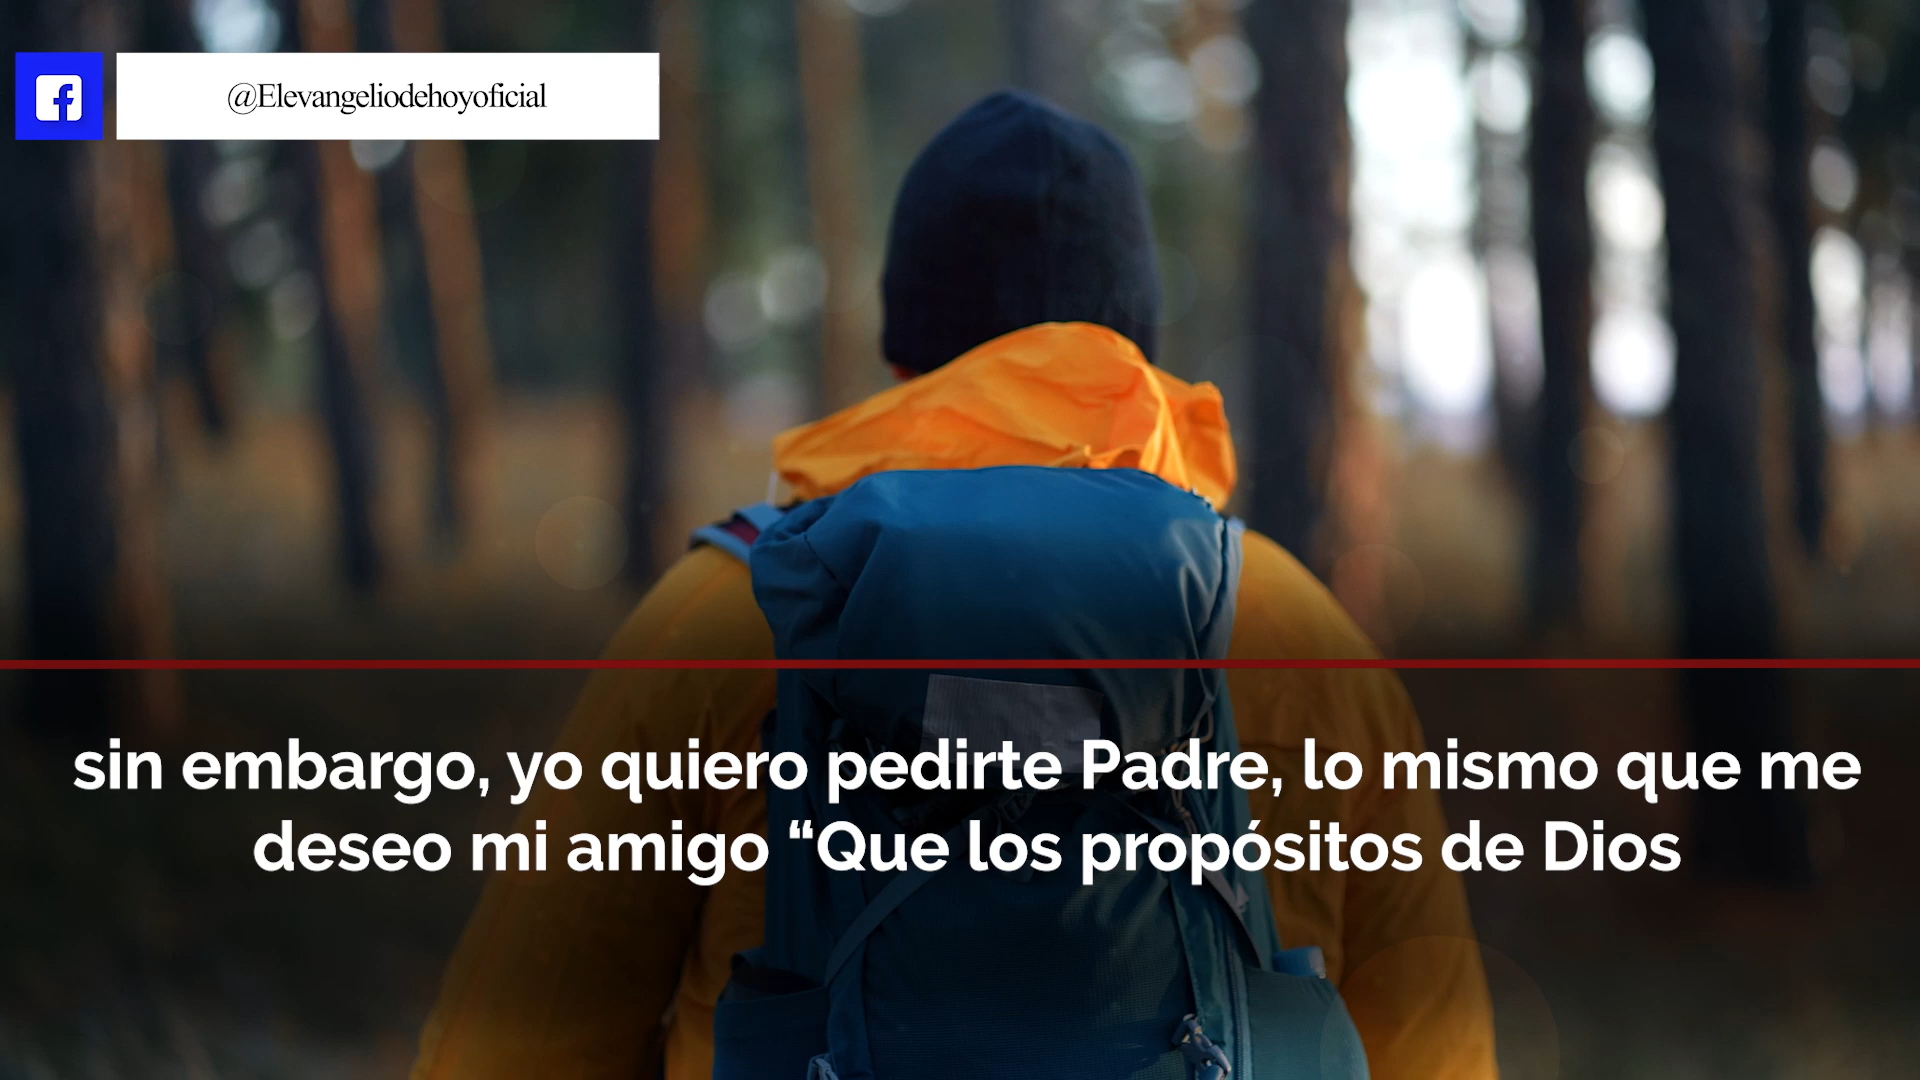 @Elevangeliodehoyoficial
sin embargo, yo quiero pedirte Padre, lo mismo que me
deseo mi amigo “Que los propósitos de Dios